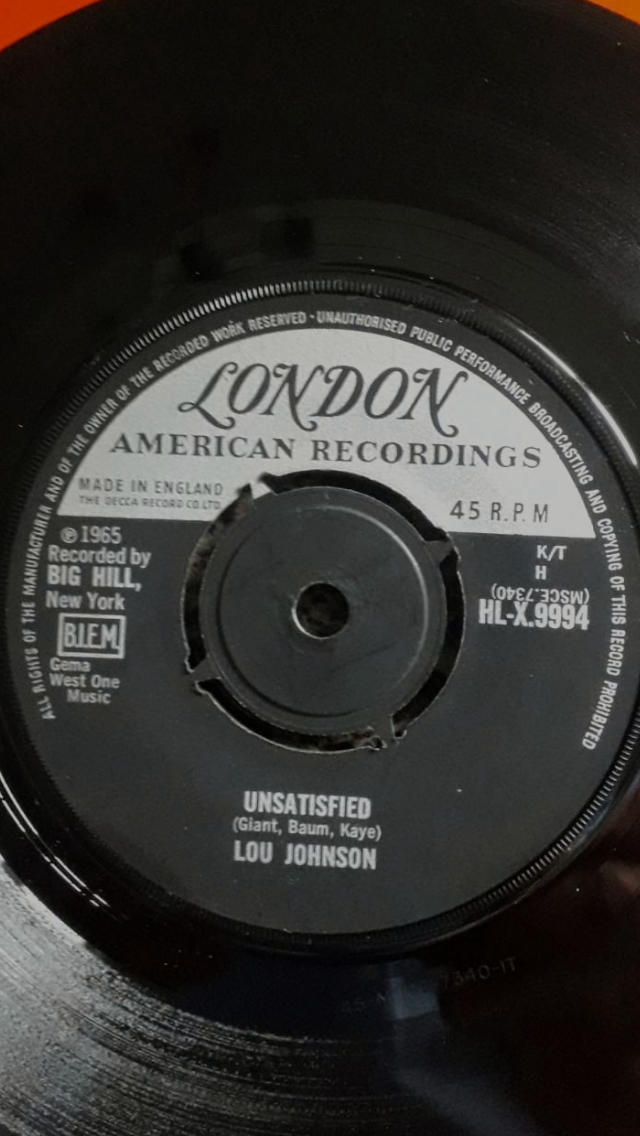 ALL RIGHTS OF THE MANUFACTURER AND OF THE OWNER OF THE RECORDED WORK RESERVED · UNAUTHORISED PUBLIC PERFORMANCE BROADCASTING AND COPYING OF THIS RECORD PROHIBITED
LONDON
AMERICAN RECORDINGS
MADE IN ENGLAND
THE DECCA RECORD CO. LTD.
45 R.P.M
℗ 1965
Recorded by
BIG HILL,
New York
B.I.E.M.
Gema
West One
Music
K/T
H
(MSCE.7340)
HL-X.9994
UNSATISFIED
(Giant, Baum, Kaye)
LOU JOHNSON
7340-1T